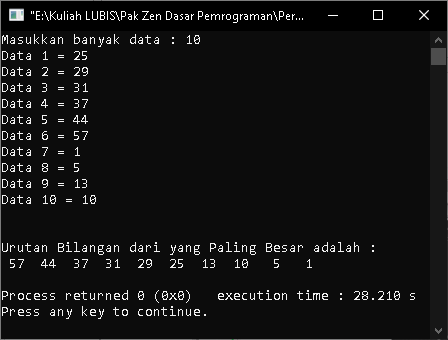 "E:\Kuliah LUBIS\Pak Zen Dasar Pemrograman\Per...
Masukkan banyak data : 10
Data 1 = 25
Data 2 = 29
Data 3 = 31
Data 4 = 37
Data 5 = 44
Data 6 = 57
Data 7 = 1
Data 8 = 5
Data 9 = 13
Data 10 = 10
Urutan Bilangan dari yang Paling Besar adalah :
57 44 37 31 29 25 13 10 5 1
Process returned 0 (0x0) execution time : 28.210 s
Press any key to continue.